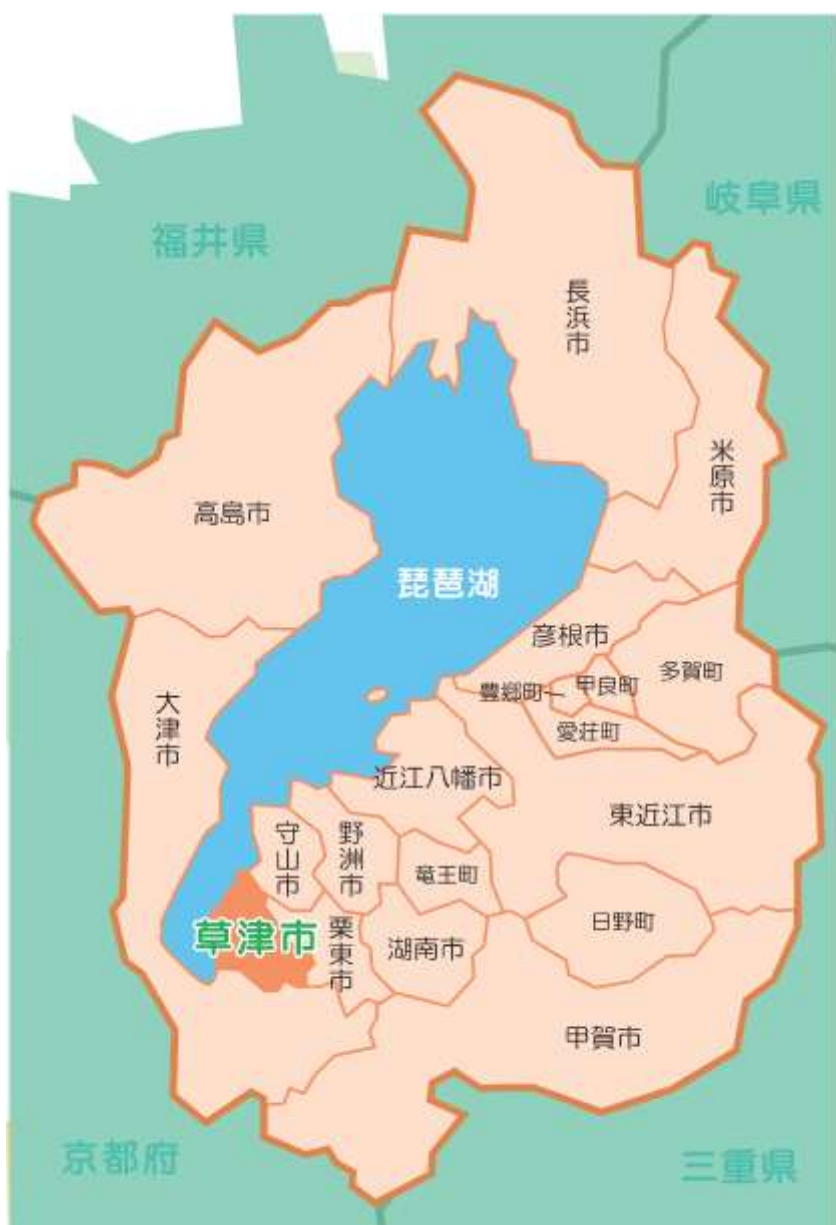 岐阜県
福井県
長浜市
米原市
高島市
琵琶湖
彦根市
多賀町
豊郷町
甲良町
大津市
愛荘町
近江八幡市
東近江市
守山市
野洲市
竜王町
草津市
栗東市
湖南市
日野町
甲賀市
京都府
三重県